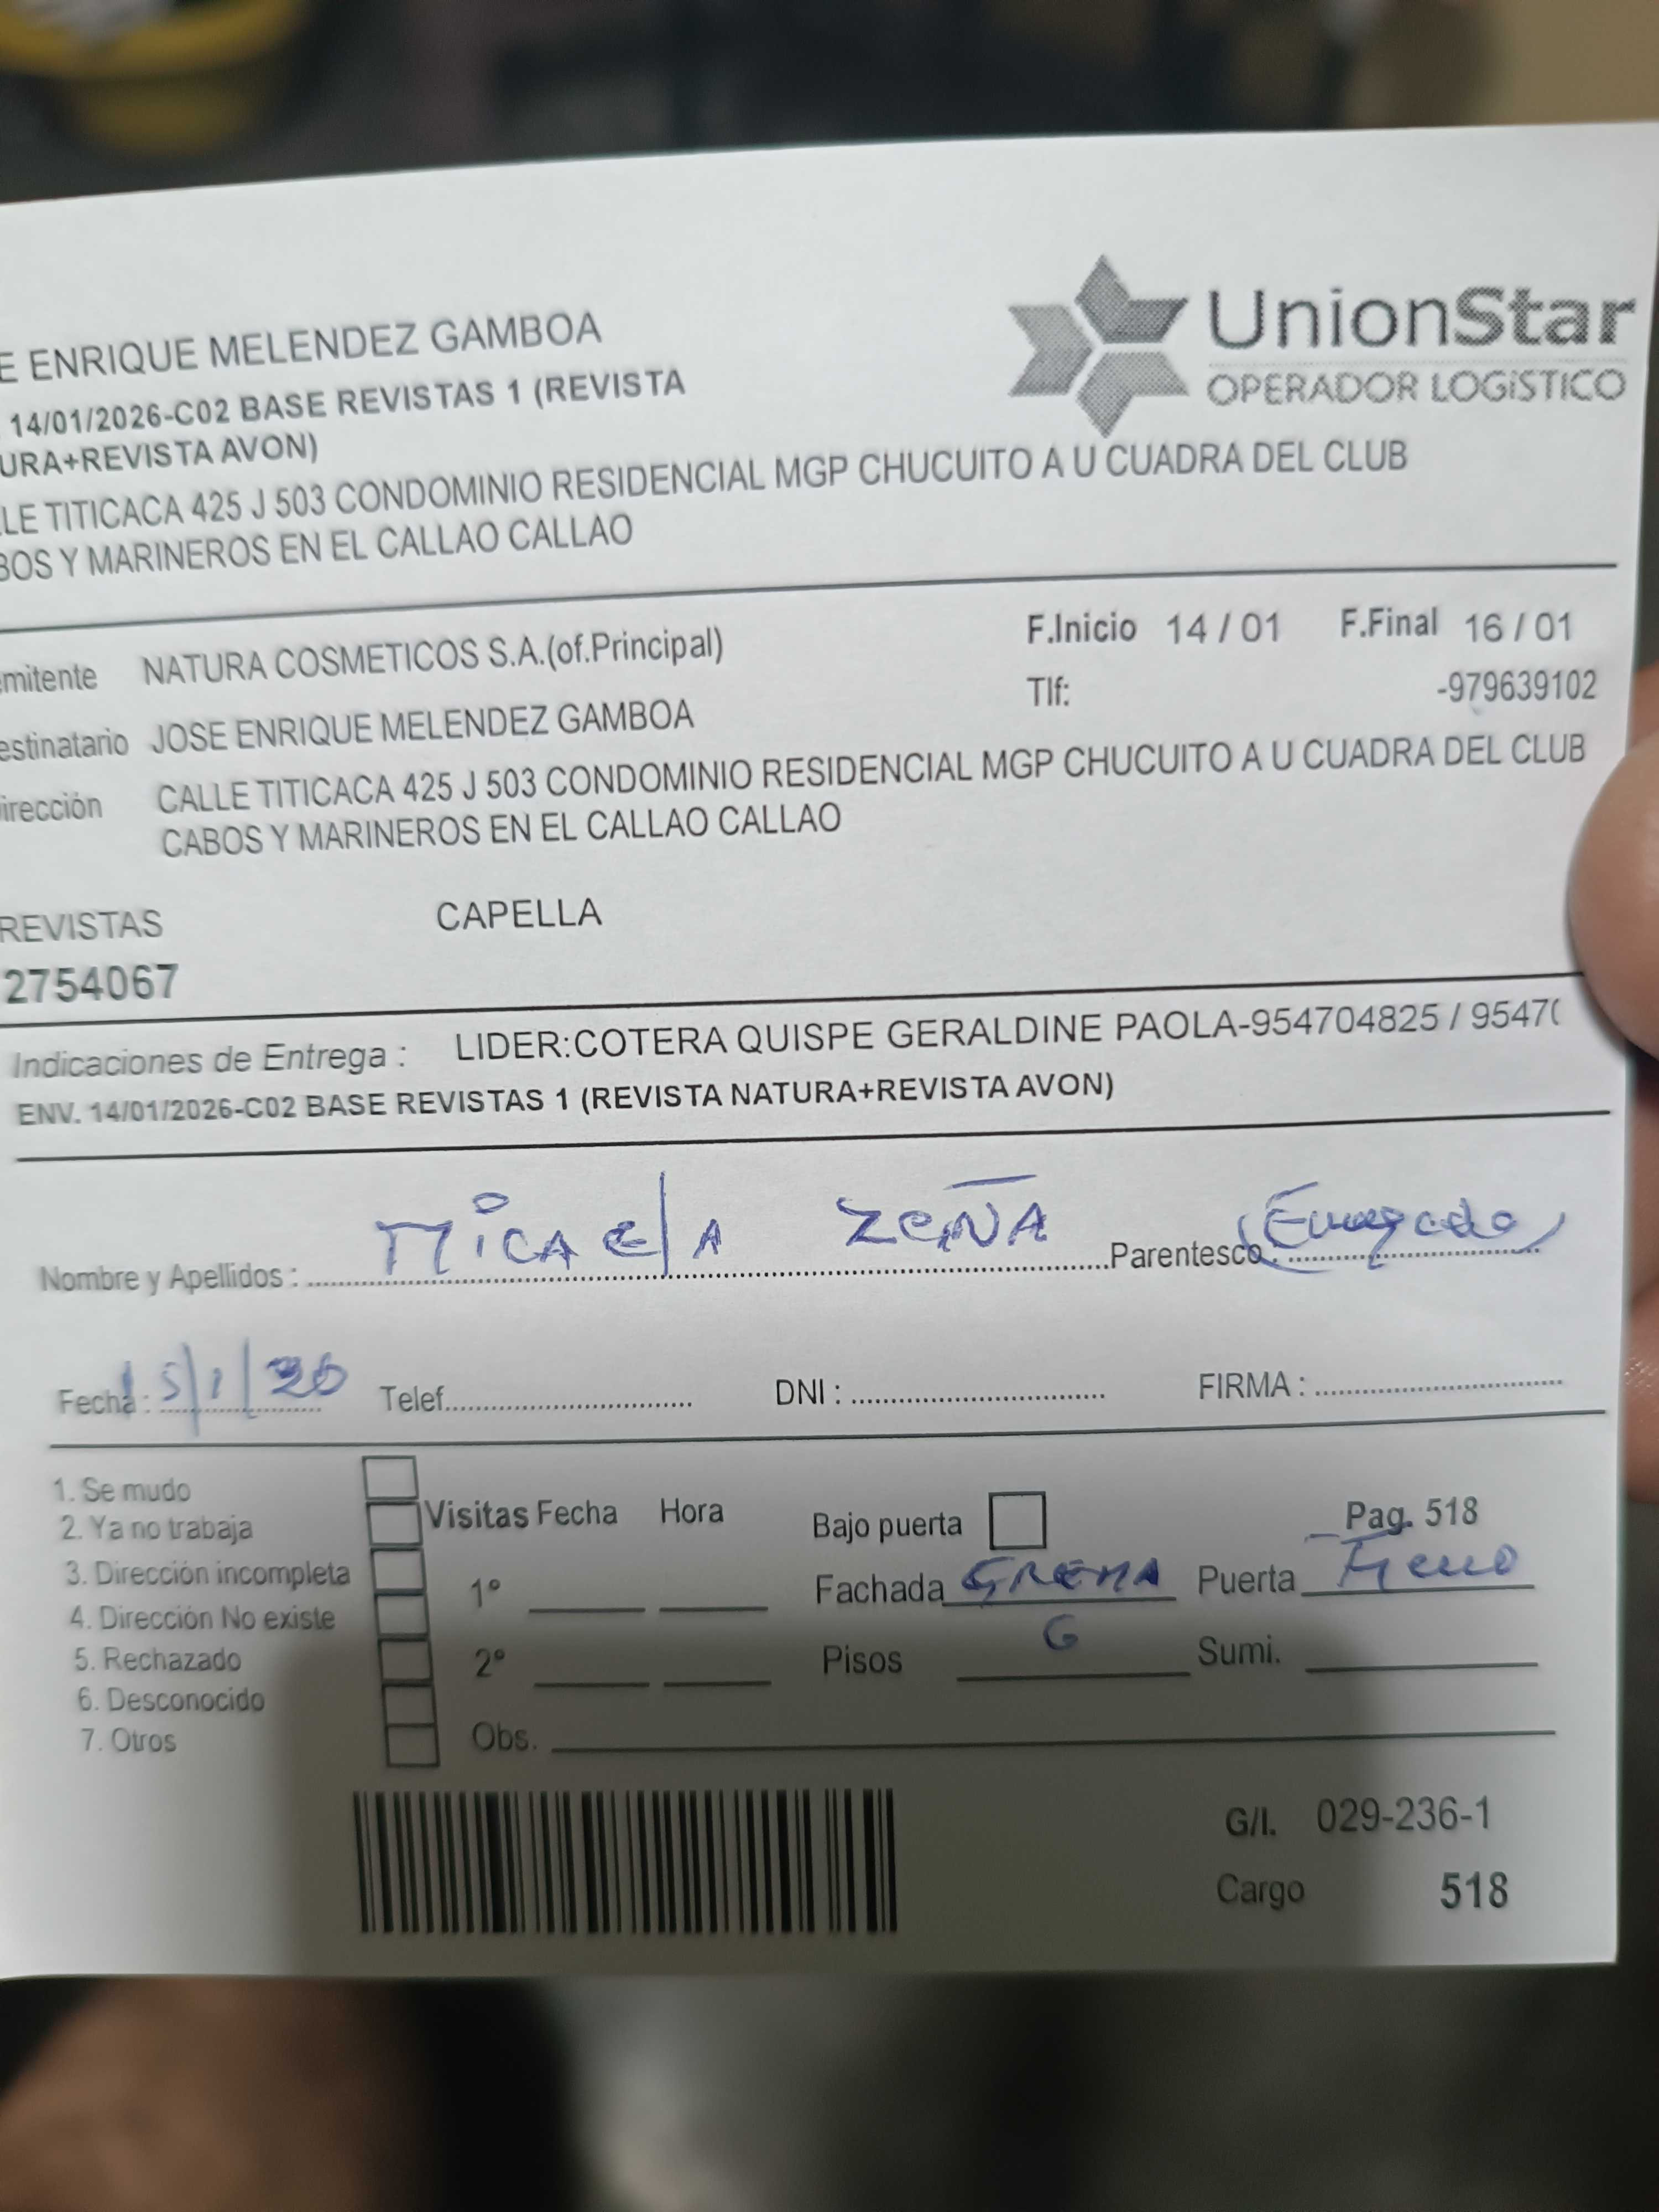 E ENRIQUE MELENDEZ GAMBOA
14/01/2026-C02 BASE REVISTAS 1 (REVISTA
URA+REVISTA AVON)
LE TITICACA 425 J 503 CONDOMINIO RESIDENCIAL MGP CHUCUITO A U CUADRA DEL CLUB
BOS Y MARINEROS EN EL CALLAO CALLAO
UnionStar
OPERADOR LOGíSTICO
mitente NATURA COSMETICOS S.A.(of.Principal) F.Inicio 14 / 01 F.Final 16 / 01
estinatario JOSE ENRIQUE MELENDEZ GAMBOA Tlf: -979639102
irección CALLE TITICACA 425 J 503 CONDOMINIO RESIDENCIAL MGP CHUCUITO A U CUADRA DEL CLUB
CABOS Y MARINEROS EN EL CALLAO CALLAO
REVISTAS CAPELLA
2754067
Indicaciones de Entrega : LIDER:COTERA QUISPE GERALDINE PAOLA-954704825 / 9547
ENV. 14/01/2026-C02 BASE REVISTAS 1 (REVISTA NATURA+REVISTA AVON)
Nombre y Apellidos : MicAelA ZeñA Parentesco :
Fecha : 15/1/26 Telef. DNI : FIRMA :
1. Se mudo
2. Ya no trabaja
3. Dirección incompleta
4. Dirección No existe
5. Rechazado
6. Desconocido
7. Otros
Visitas Fecha Hora
1º
2º
Obs.
Bajo puerta Pag. 518
Fachada CREMA Puerta Fierro
Pisos Sumi.
G/I. 029-236-1
Cargo 518